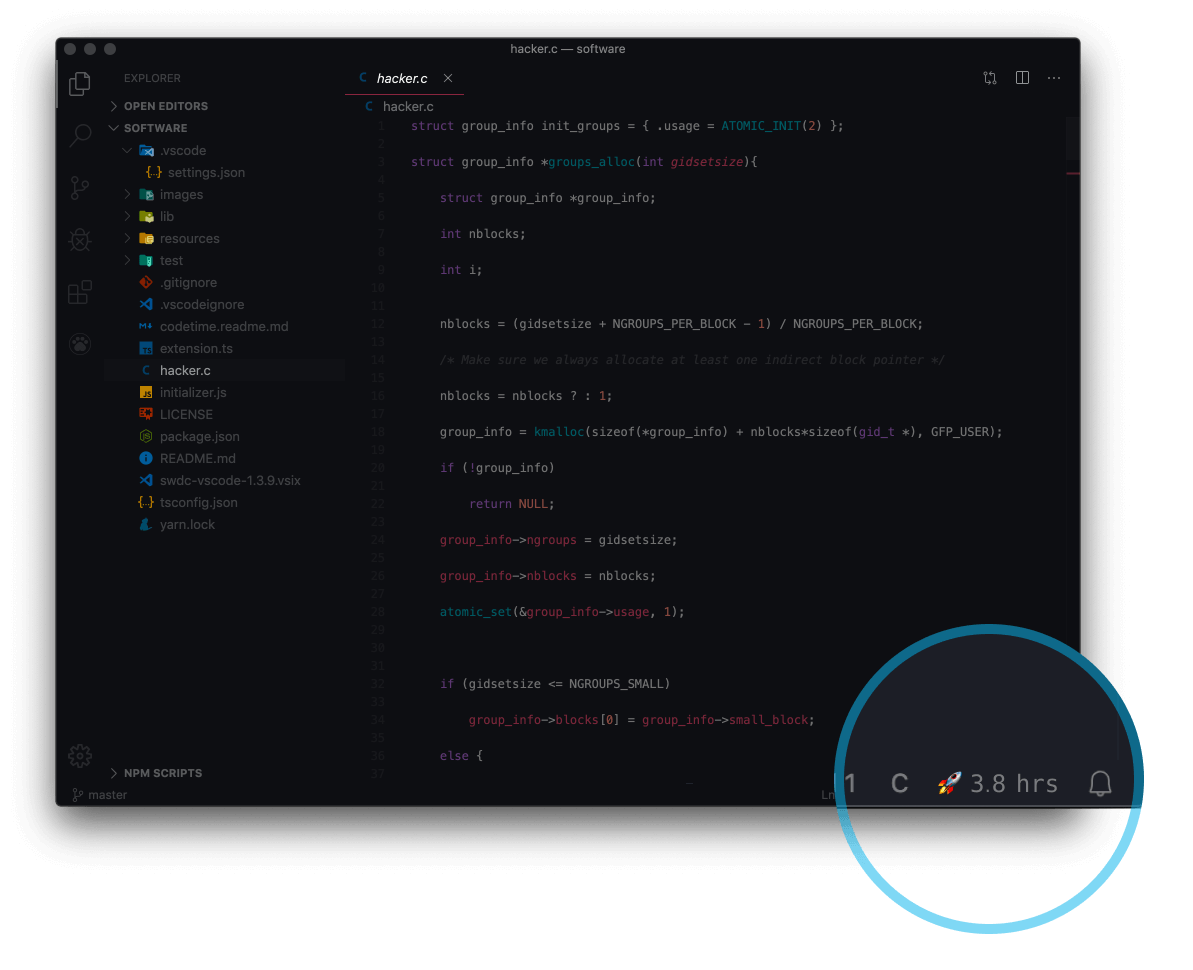 hacker.c — software
EXPLORER
OPEN EDITORS
SOFTWARE
.vscode
{..} settings.json
images
lib
resources
test
.gitignore
.vscodeignore
M↓ codetime.readme.md
TS extension.ts
C hacker.c
JS initializer.js
LICENSE
JS package.json
i README.md
swdc-vscode-1.3.9.vsix
{..} tsconfig.json
yarn.lock
NPM SCRIPTS
master
C hacker.c
C hacker.c
1 struct group_info init_groups = { .usage = ATOMIC_INIT(2) };
2
3 struct group_info *groups_alloc(int gidsetsize){
4
5 struct group_info *group_info;
6
7 int nblocks;
8
9 int i;
10
11
12 nblocks = (gidsetsize + NGROUPS_PER_BLOCK - 1) / NGROUPS_PER_BLOCK;
13
14 /* Make sure we always allocate at least one indirect block pointer */
15
16 nblocks = nblocks ? : 1;
17
18 group_info = kmalloc(sizeof(*group_info) + nblocks*sizeof(gid_t *), GFP_USER);
19
20 if (!group_info)
21
22 return NULL;
23
24 group_info->ngroups = gidsetsize;
25
26 group_info->nblocks = nblocks;
27
28 atomic_set(&group_info->usage, 1);
29
30
31
32 if (gidsetsize <= NGROUPS_SMALL)
33
34 group_info->blocks[0] = group_info->small_block;
35
36 else {
37
Ln 1 C 🚀 3.8 hrs